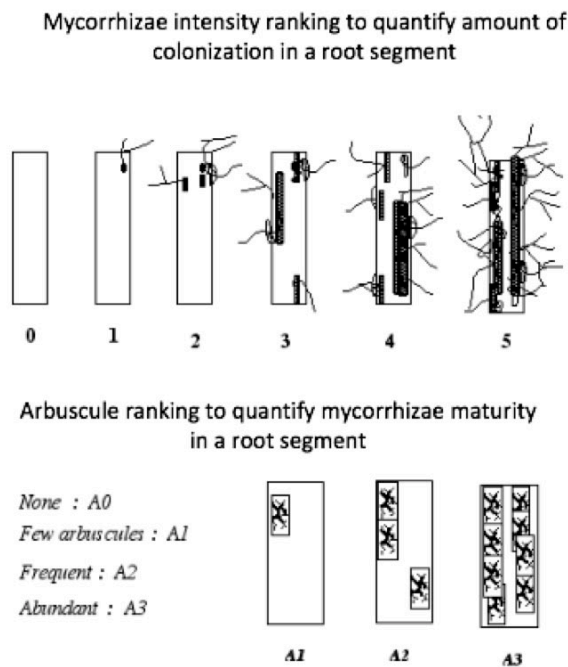 Mycorrhizae intensity ranking to quantify amount of
colonization in a root segment
0 1 2 3 4 5
Arbuscule ranking to quantify mycorrhizae maturity
in a root segment
None : A0
Few arbuscules : A1
Frequent : A2
Abundant : A3
A1 A2 A3